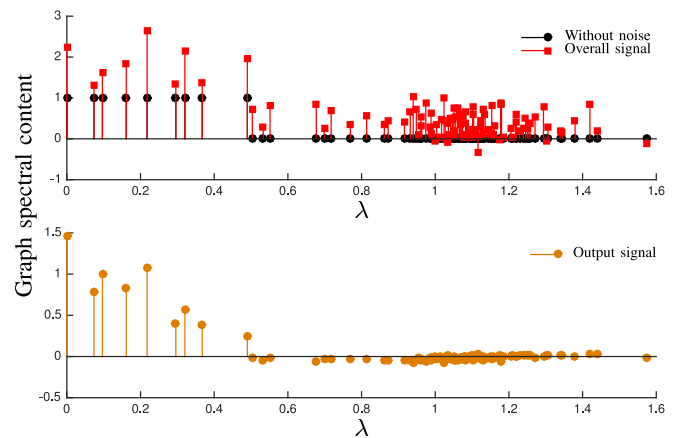 Graph spectral content
3
2
1
0
-1
Without noise
Overall signal
0 0.2 0.4 0.6 0.8 1 1.2 1.4 1.6
λ
1.5
1
0.5
0
-0.5
Output signal
0 0.2 0.4 0.6 0.8 1 1.2 1.4 1.6
λ